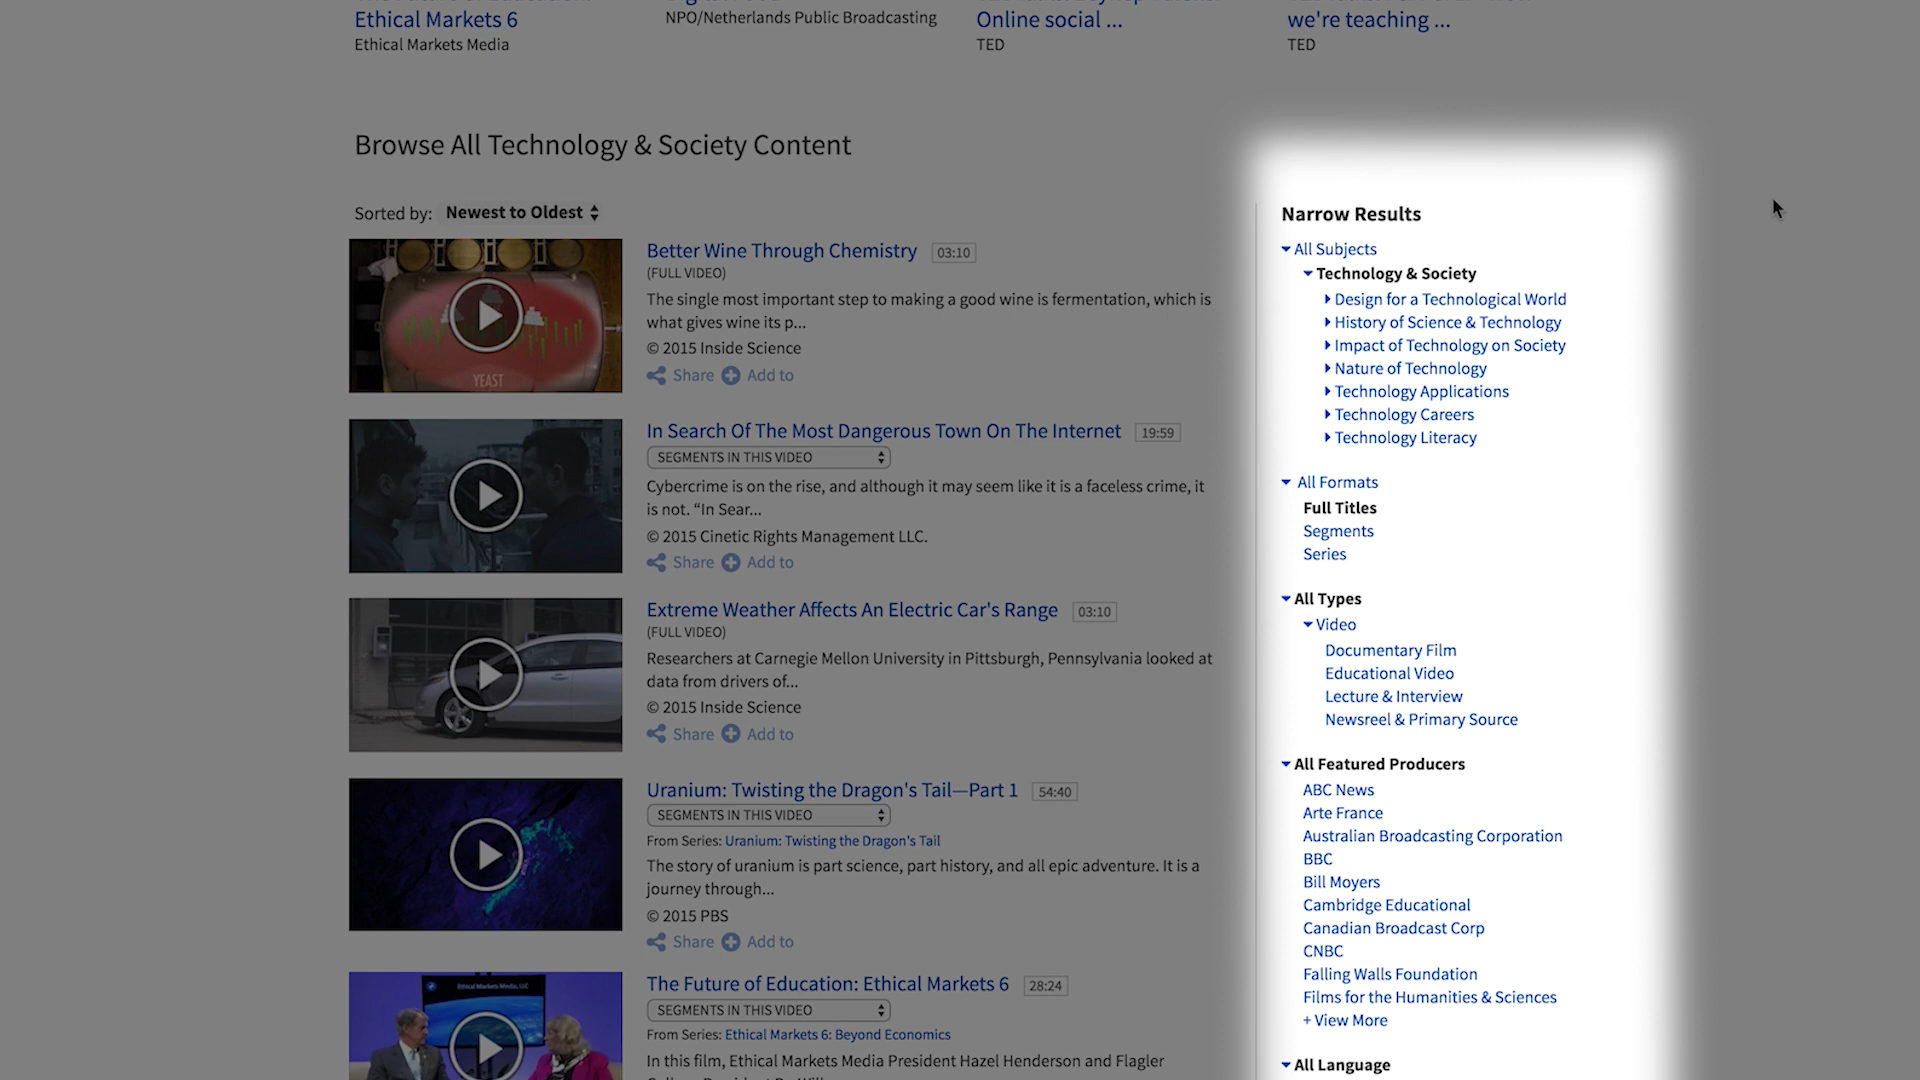 Ethical Markets 6
Ethical Markets Media
NPO/Netherlands Public Broadcasting
Online social ...
TED
we're teaching ...
TED
Browse All Technology & Society Content
Sorted by: Newest to Oldest
YEAST
Better Wine Through Chemistry 03:10
(FULL VIDEO)
The single most important step to making a good wine is fermentation, which is
what gives wine its p...
© 2015 Inside Science
Share Add to
In Search Of The Most Dangerous Town On The Internet 19:59
SEGMENTS IN THIS VIDEO
Cybercrime is on the rise, and although it may seem like it is a faceless crime, it
is not. “In Sear...
© 2015 Cinetic Rights Management LLC.
Share Add to
Extreme Weather Affects An Electric Car's Range 03:10
(FULL VIDEO)
Researchers at Carnegie Mellon University in Pittsburgh, Pennsylvania looked at
data from drivers of...
© 2015 Inside Science
Share Add to
Uranium: Twisting the Dragon's Tail—Part 1 54:40
SEGMENTS IN THIS VIDEO
From Series: Uranium: Twisting the Dragon's Tail
The story of uranium is part science, part history, and all epic adventure. It is a
journey through...
© 2015 PBS
Share Add to
Ethical Markets Media, LLC
The Future of Education: Ethical Markets 6 28:24
SEGMENTS IN THIS VIDEO
From Series: Ethical Markets 6: Beyond Economics
In this film, Ethical Markets Media President Hazel Henderson and Flagler
Narrow Results
All Subjects
Technology & Society
Design for a Technological World
History of Science & Technology
Impact of Technology on Society
Nature of Technology
Technology Applications
Technology Careers
Technology Literacy
All Formats
Full Titles
Segments
Series
All Types
Video
Documentary Film
Educational Video
Lecture & Interview
Newsreel & Primary Source
All Featured Producers
ABC News
Arte France
Australian Broadcasting Corporation
BBC
Bill Moyers
Cambridge Educational
Canadian Broadcast Corp
CNBC
Falling Walls Foundation
Films for the Humanities & Sciences
+ View More
All Language